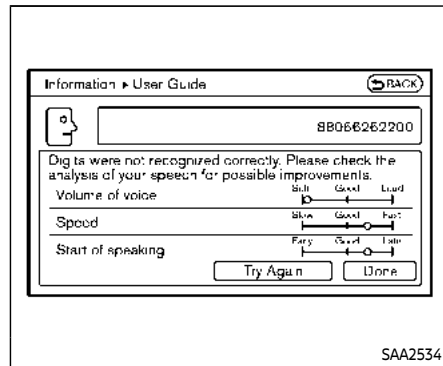 Information ▸ User Guide
BACK
88066262200
Digits were not recognized correctly. Please check the
analysis of your speech for possible improvements.
Volume of voice
Soft Good Loud
Speed
Slow Good Fast
Start of speaking
Early Good Late
Try Again
Done
SAA2534